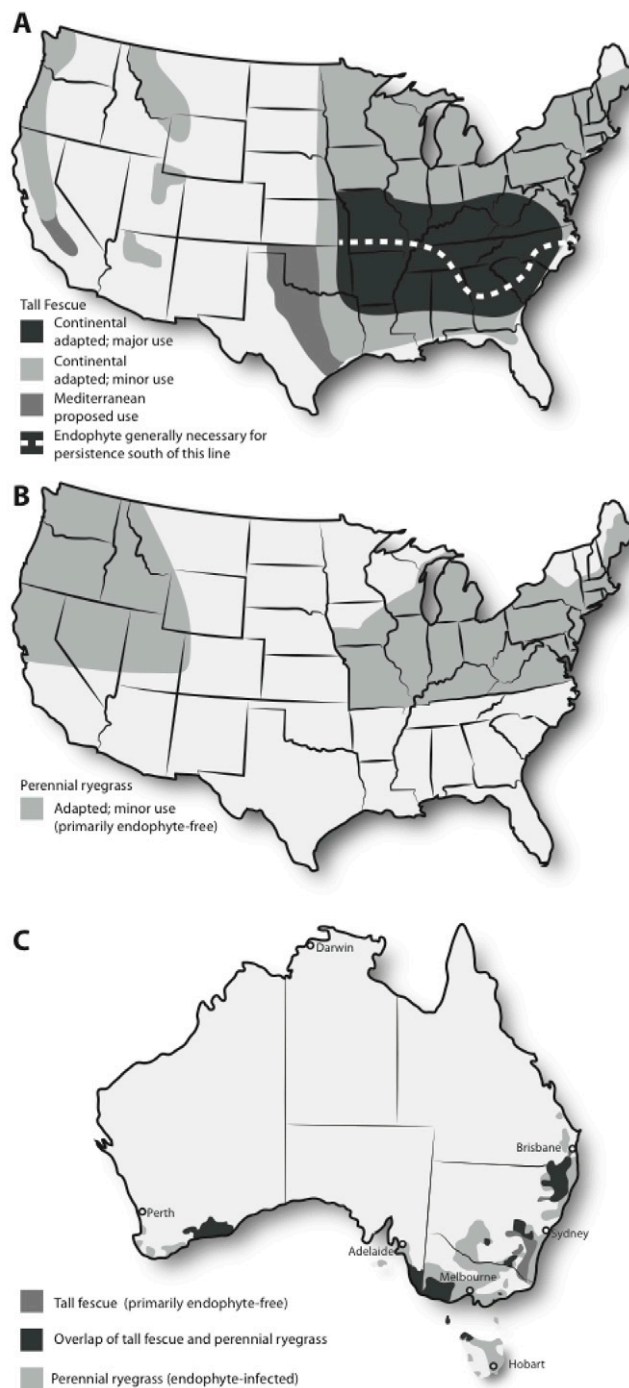 A
Tall Fescue
Continental
adapted; major use
Continental
adapted; minor use
Mediterranean
proposed use
Endophyte generally necessary for
persistence south of this line
B
Perennial ryegrass
Adapted; minor use
(primarily endophyte-free)
C
Darwin
Brisbane
Perth
Sydney
Adelaide
Melbourne
Tall fescue (primarily endophyte-free)
Overlap of tall fescue and perennial ryegrass
Perennial ryegrass (endophyte-infected)
Hobart